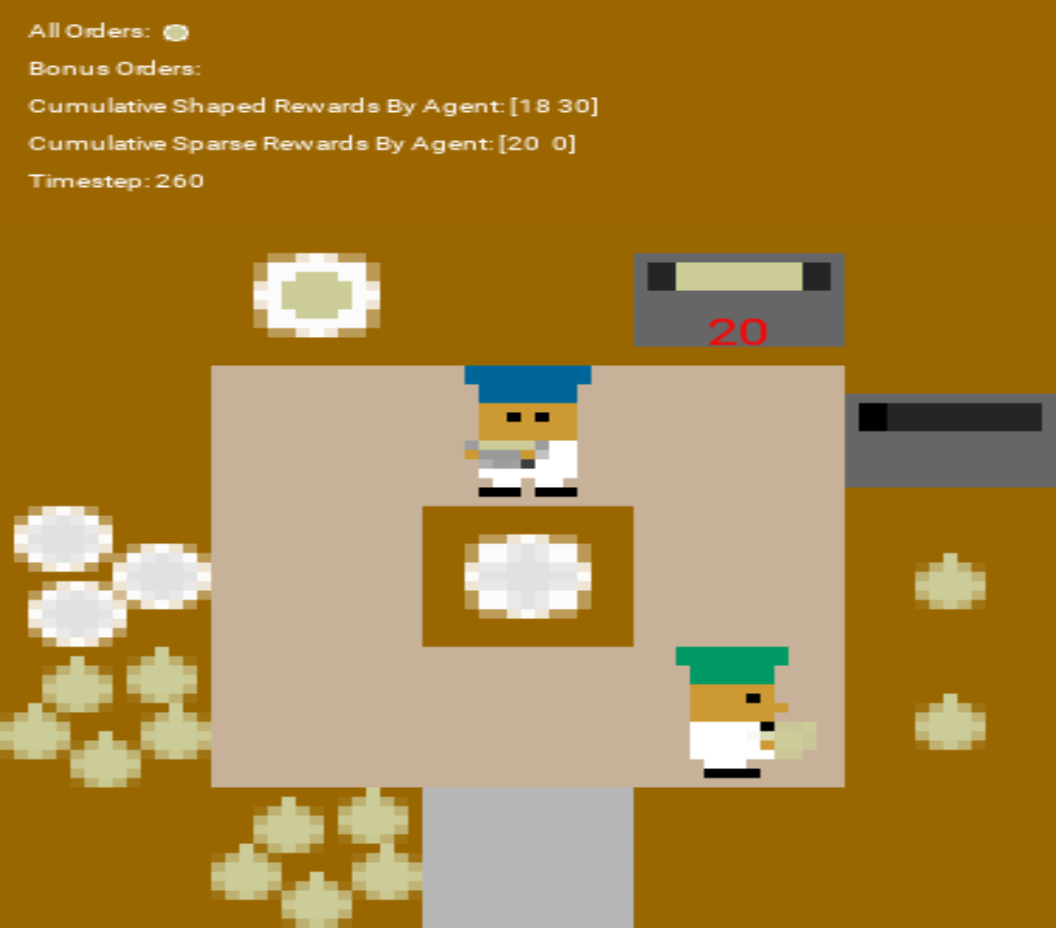 All Orders:
Bonus Orders:
Cumulative Shaped Rewards By Agent: [18 30]
Cumulative Sparse Rewards By Agent: [20  0]
Timestep: 260
20